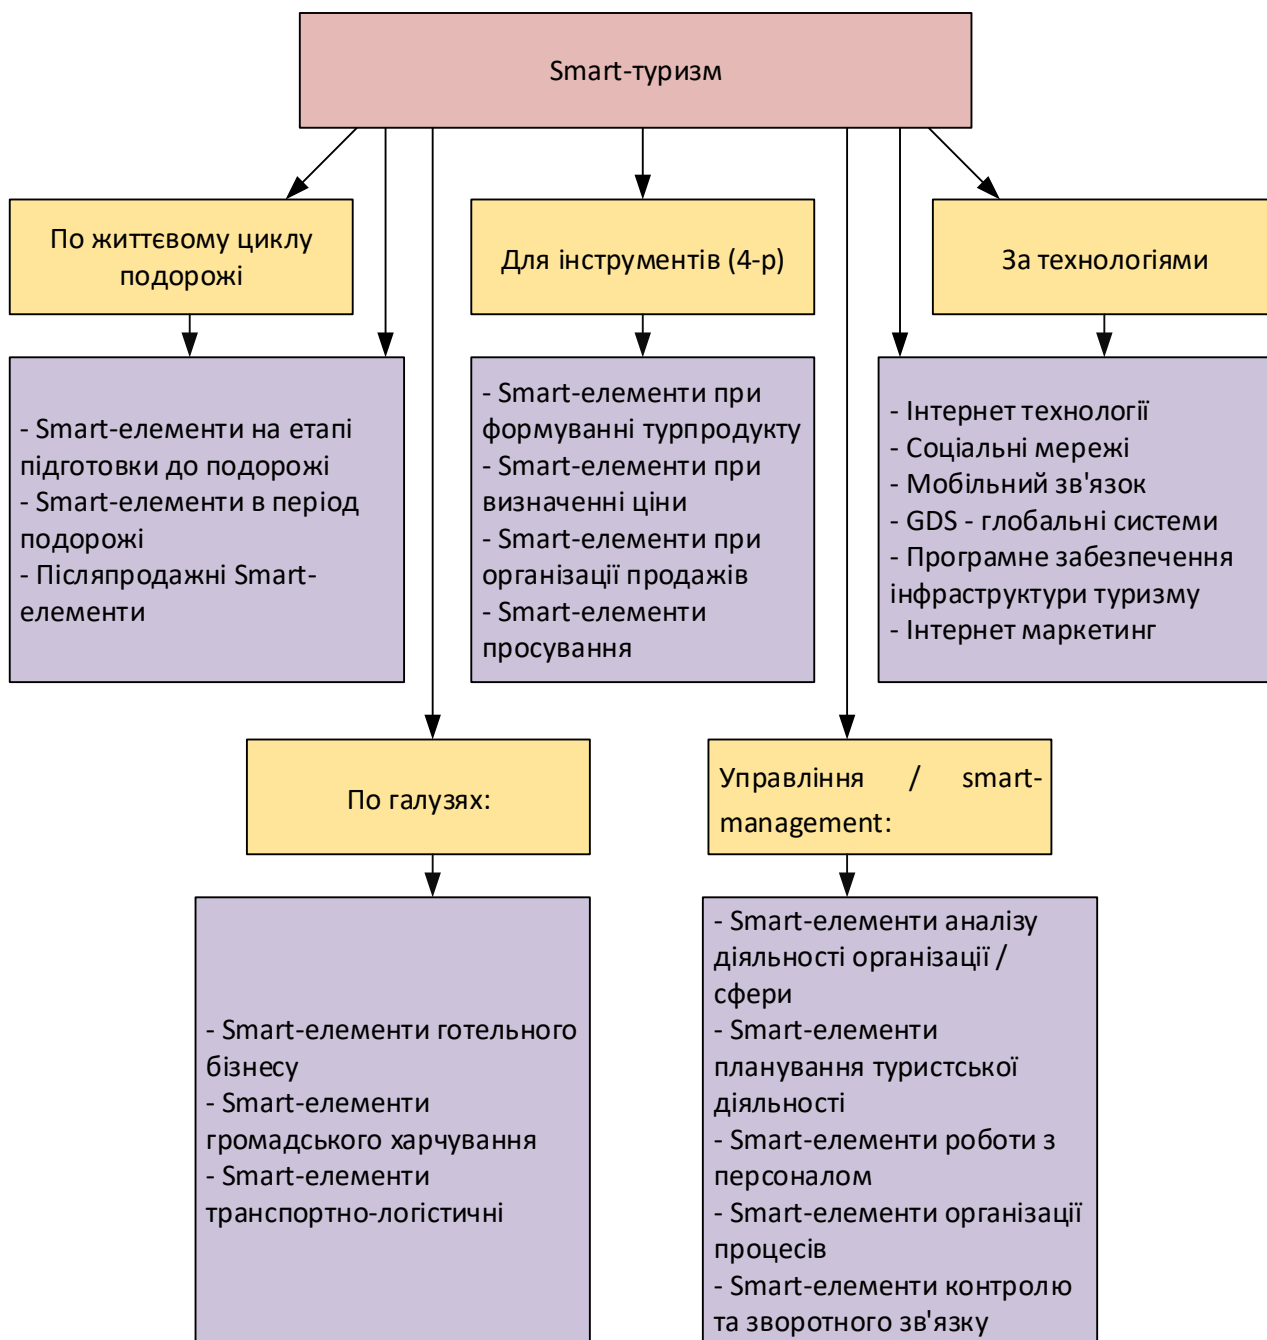 Smart-туризм
По життєвому циклу
подорожі
Для інструментів (4-р)
За технологіями
- Smart-елементи на етапі
підготовки до подорожі
- Smart-елементи в період
подорожі
- Післяпродажні Smart-
елементи
- Smart-елементи при
формуванні турпродукту
- Smart-елементи при
визначенні ціни
- Smart-елементи при
організації продажів
- Smart-елементи
просування
- Інтернет технології
- Соціальні мережі
- Мобільний зв'язок
- GDS - глобальні системи
- Програмне забезпечення
інфраструктури туризму
- Інтернет маркетинг
По галузях:
Управління / smart-
management:
- Smart-елементи готельного
бізнесу
- Smart-елементи
громадського харчування
- Smart-елементи
транспортно-логістичні
- Smart-елементи аналізу
діяльності організації /
сфери
- Smart-елементи
планування туристської
діяльності
- Smart-елементи роботи з
персоналом
- Smart-елементи організації
процесів
- Smart-елементи контролю
та зворотного зв'язку